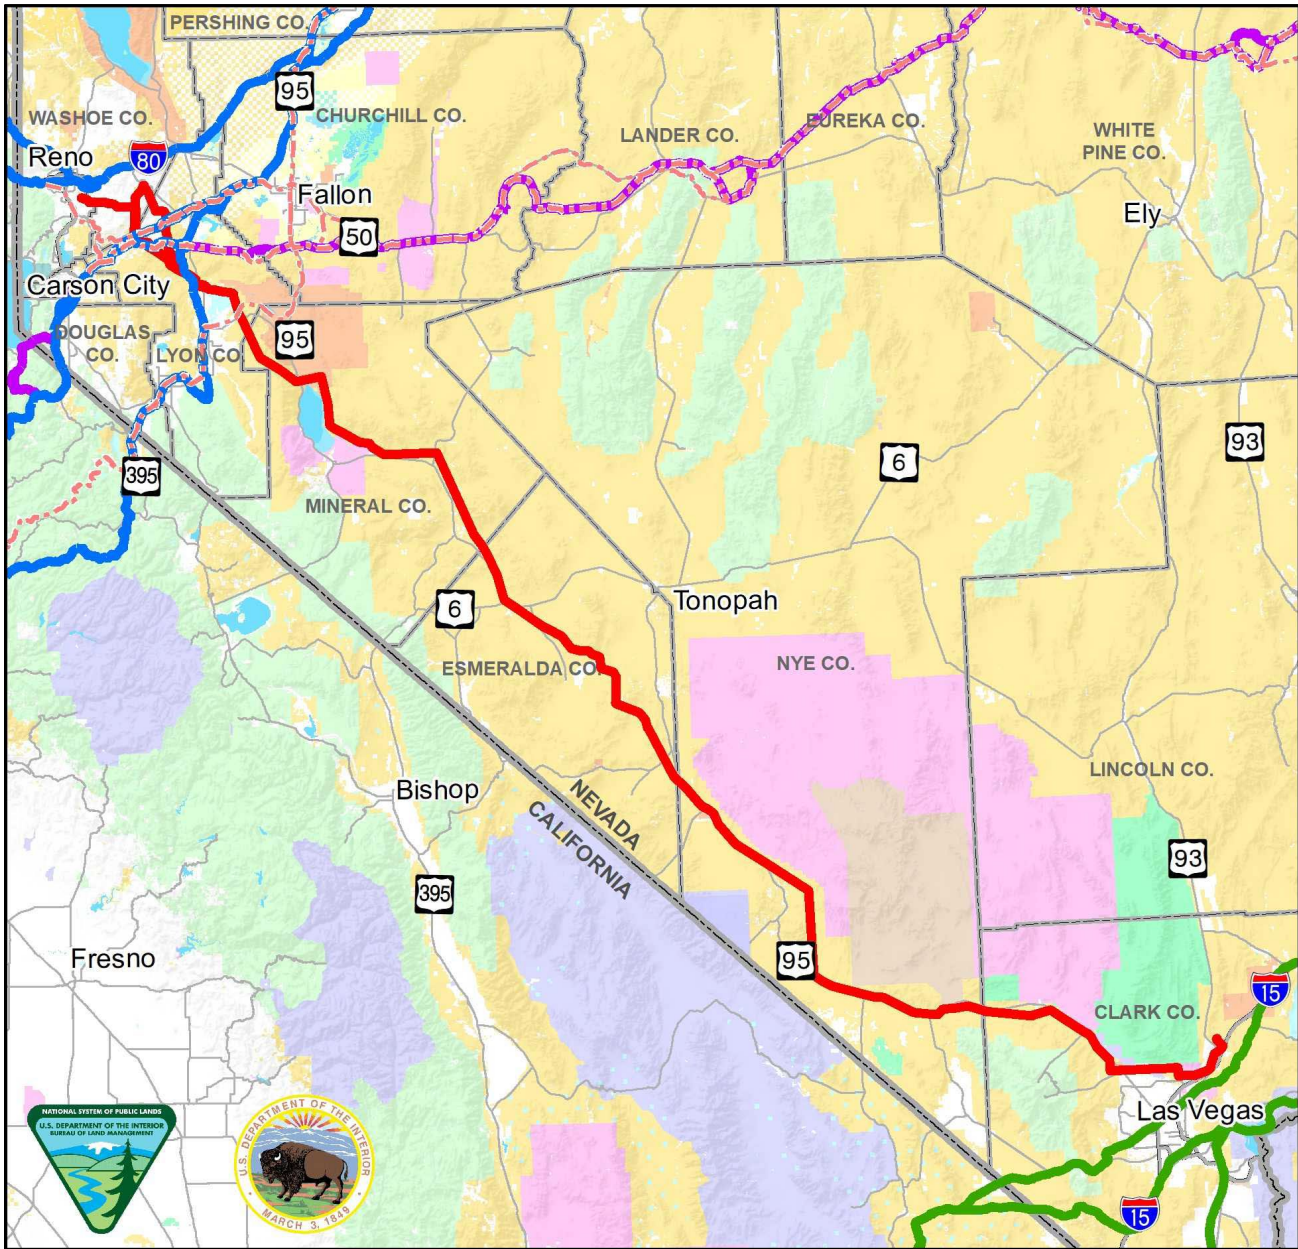 PERSHING CO.
95
WASHOE CO.
CHURCHILL CO.
LANDER CO.
EUREKA CO.
WHITE
PINE CO.
Reno
80
Fallon
50
Ely
Carson City
DOUGLAS
CO.
LYON CO.
95
93
6
395
MINERAL CO.
6
Tonopah
ESMERALDA CO.
NYE CO.
LINCOLN CO.
Bishop
NEVADA
CALIFORNIA
93
395
Fresno
95
15
CLARK CO.
Las Vegas
15
NATIONAL SYSTEM OF PUBLIC LANDS
U.S. DEPARTMENT OF THE INTERIOR
BUREAU OF LAND MANAGEMENT
U.S. DEPARTMENT OF THE INTERIOR
MARCH 3, 1849